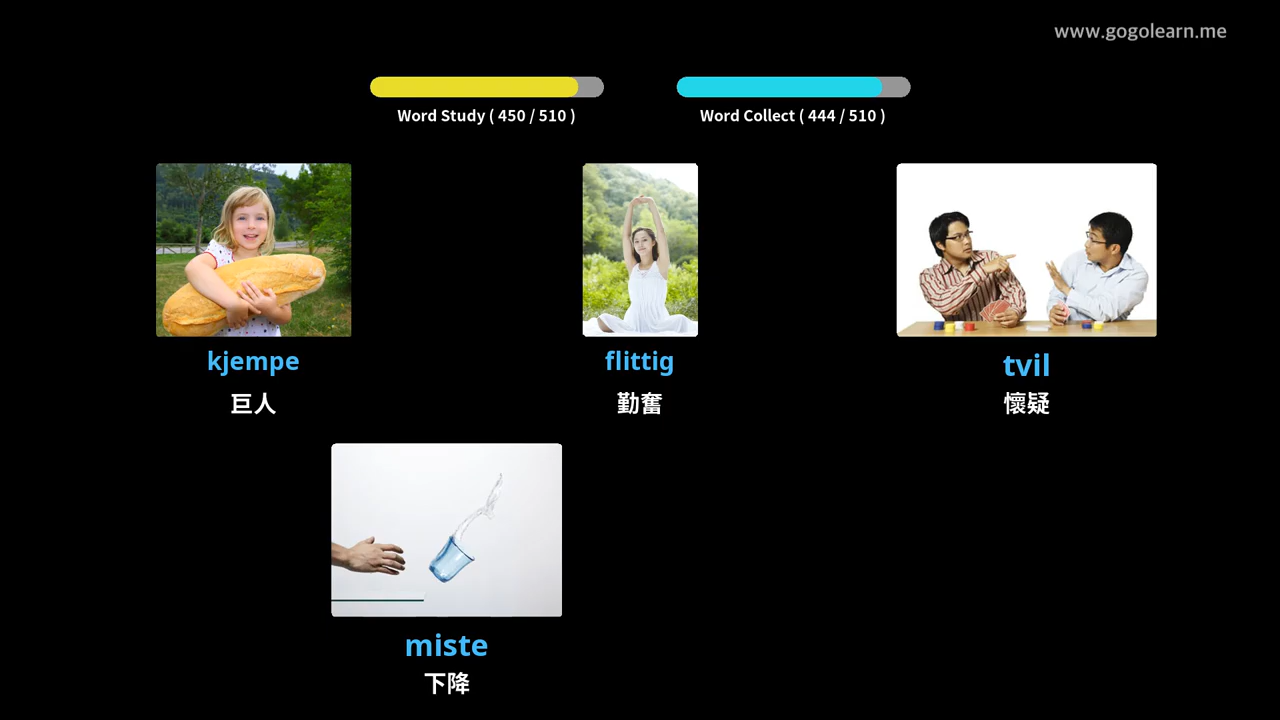 www.gogolearn.me
Word Study ( 450 / 510 )
Word Collect ( 444 / 510 )
kjempe
巨人
flittig
勤奮
tvil
懷疑
miste
下降